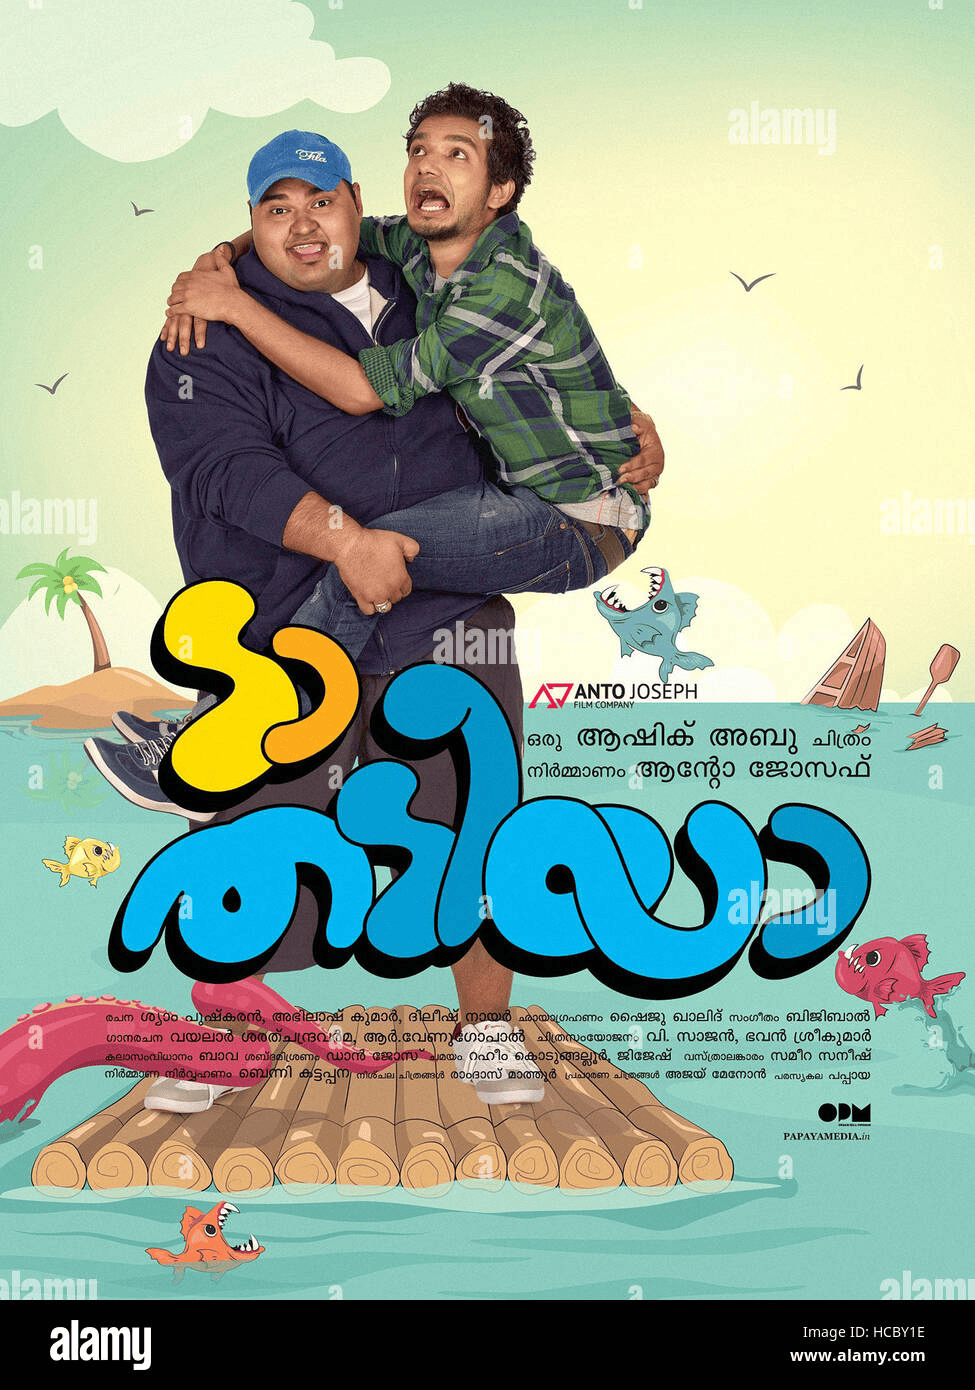 alamy
Fila
ഡാ
തടിയാ
ANTO JOSEPH
FILM COMPANY
ഒരു ആഷിക് അബു ചിത്രം
നിർമ്മാണം ആന്റോ ജോസഫ്
രചന ശ്യാം പുഷ്കരൻ, അഭിലാഷ് കുമാർ, ദിലീഷ് നായർ ഛായാഗ്രഹണം ഷൈജു ഖാലിദ് സംഗീതം ബിജിബാൽ
ഗാനരചന വയലാർ ശരത്ചന്ദ്രവർമ്മ, ആർ.വേണുഗോപാൽ ചിത്രസംയോജനം വി. സാജൻ, ഭവൻ ശ്രീകുമാർ
കലാസംവിധാനം ബാവ ശബ്ദമിശ്രണം ഡാൻ ജോസ് ചമയം റഹീം കൊടുങ്ങല്ലൂർ, ജിജേഷ് വസ്ത്രാലങ്കാരം സമീറ സനീഷ്
നിർമ്മാണ നിർവ്വഹണം ബെന്നി കട്ടപ്പന നിശ്ചല ചിത്രങ്ങൾ രാംദാസ് മാത്തൂർ പ്രചാരണ ചിത്രങ്ങൾ അജയ് മേനോൻ പരസ്യകല പപ്പായ
OPM
PAPAYAMEDIA.in
alamy
Image ID: HCBY1E
www.alamy.com